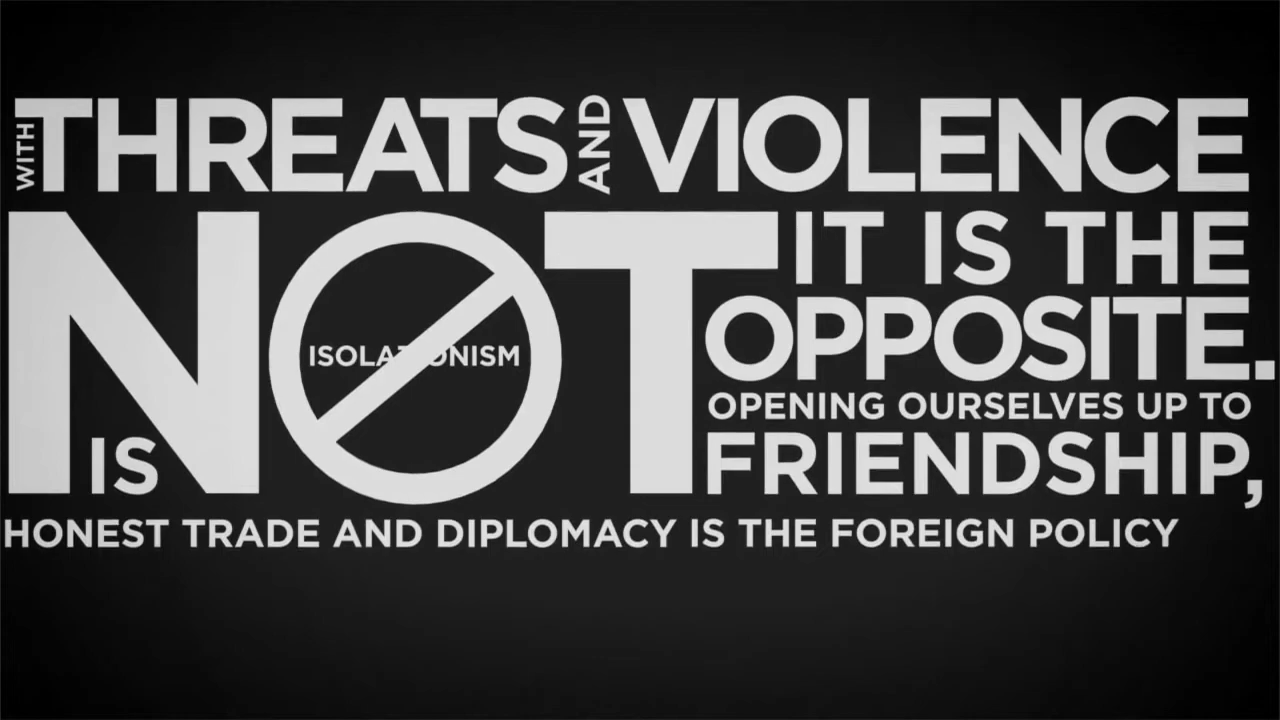 WITH THREATS AND VIOLENCE
IS NOT ISOLATIONISM
IT IS THE
OPPOSITE.
OPENING OURSELVES UP TO
FRIENDSHIP,
HONEST TRADE AND DIPLOMACY IS THE FOREIGN POLICY